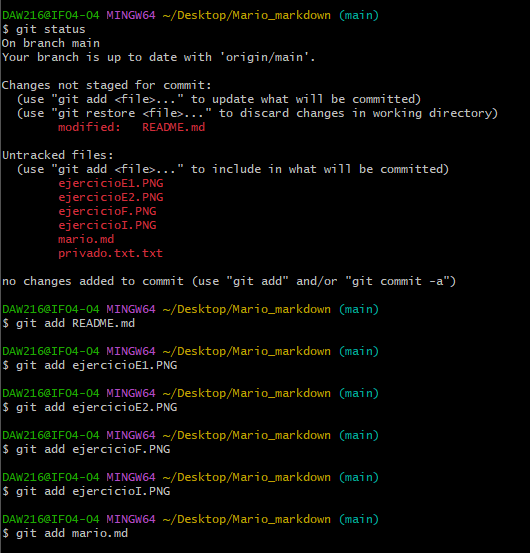 DAW216@IF04-04 MINGW64 ~/Desktop/Mario_markdown (main)
$ git status
On branch main
Your branch is up to date with 'origin/main'.
Changes not staged for commit:
(use "git add <file>..." to update what will be committed)
(use "git restore <file>..." to discard changes in working directory)
modified:   README.md
Untracked files:
(use "git add <file>..." to include in what will be committed)
ejercicioE1.PNG
ejercicioE2.PNG
ejercicioF.PNG
ejercicioI.PNG
mario.md
privado.txt.txt
no changes added to commit (use "git add" and/or "git commit -a")
DAW216@IF04-04 MINGW64 ~/Desktop/Mario_markdown (main)
$ git add README.md
DAW216@IF04-04 MINGW64 ~/Desktop/Mario_markdown (main)
$ git add ejercicioE1.PNG
DAW216@IF04-04 MINGW64 ~/Desktop/Mario_markdown (main)
$ git add ejercicioE2.PNG
DAW216@IF04-04 MINGW64 ~/Desktop/Mario_markdown (main)
$ git add ejercicioF.PNG
DAW216@IF04-04 MINGW64 ~/Desktop/Mario_markdown (main)
$ git add ejercicioI.PNG
DAW216@IF04-04 MINGW64 ~/Desktop/Mario_markdown (main)
$ git add mario.md